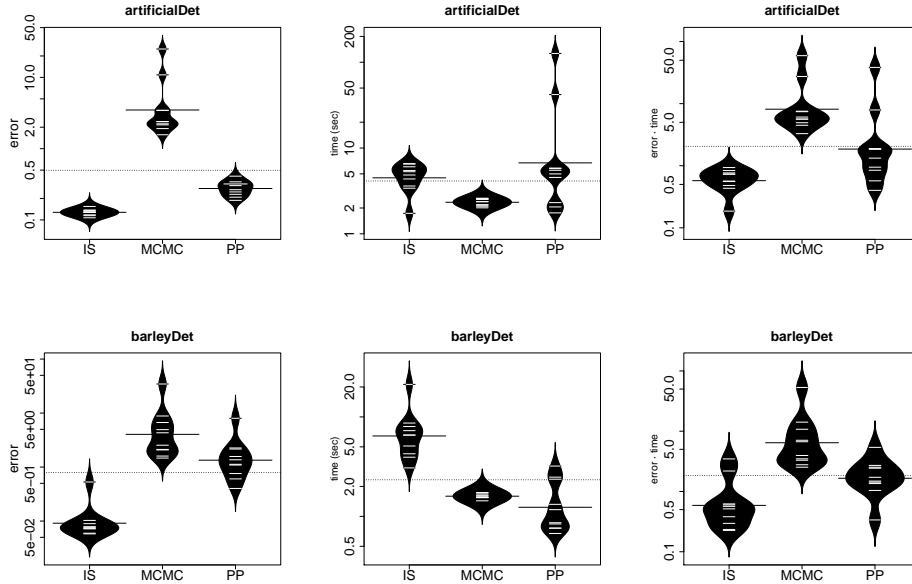 artificialDet
error
50.0
10.0
2.0
0.5
0.1
IS MCMC PP
artificialDet
time (sec)
200
50
20
10
5
2
1
IS MCMC PP
artificialDet
error · time
50.0
5.0
0.5
0.1
IS MCMC PP
barleyDet
error
5e+01
5e+00
5e−01
5e−02
IS MCMC PP
barleyDet
time (sec)
20.0
5.0
2.0
0.5
IS MCMC PP
barleyDet
error · time
50.0
5.0
0.5
0.1
IS MCMC PP